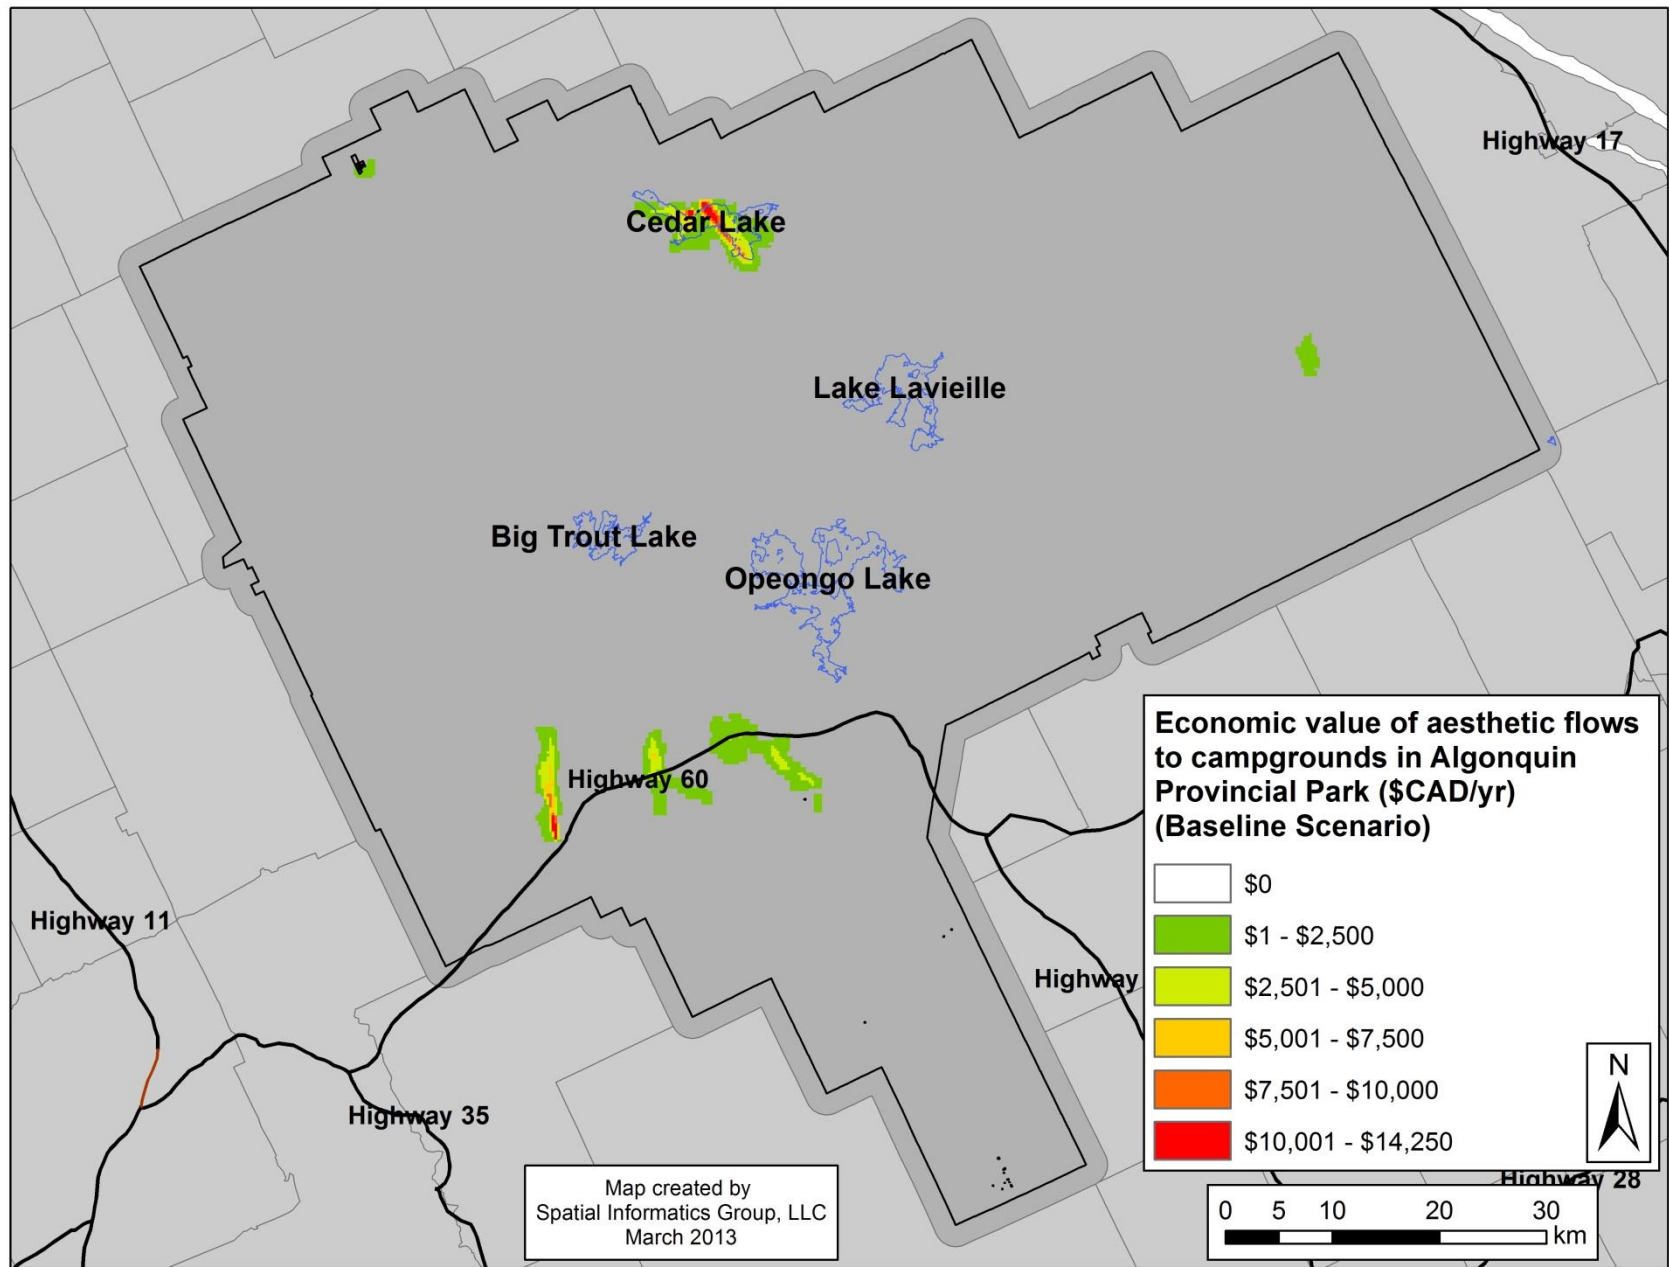 Highway 17
Cedar Lake
Lake Lavieille
Big Trout Lake
Opeongo Lake
Highway 60
Highway 11
Highway
Highway 35
Highway 28
Economic value of aesthetic flows
to campgrounds in Algonquin
Provincial Park ($CAD/yr)
(Baseline Scenario)
$0
$1 - $2,500
$2,501 - $5,000
$5,001 - $7,500
$7,501 - $10,000
$10,001 - $14,250
N
Map created by
Spatial Informatics Group, LLC
March 2013
0 5 10 20 30
km